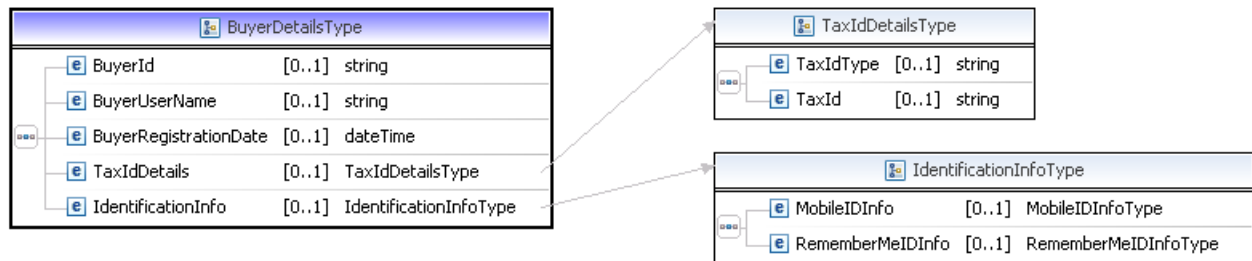 BuyerDetailsType
e BuyerId [0..1] string
e BuyerUserName [0..1] string
e BuyerRegistrationDate [0..1] dateTime
e TaxIdDetails [0..1] TaxIdDetailsType
e IdentificationInfo [0..1] IdentificationInfoType
TaxIdDetailsType
e TaxIdType [0..1] string
e TaxId [0..1] string
IdentificationInfoType
e MobileIDInfo [0..1] MobileIDInfoType
e RememberMeIDInfo [0..1] RememberMeIDInfoType